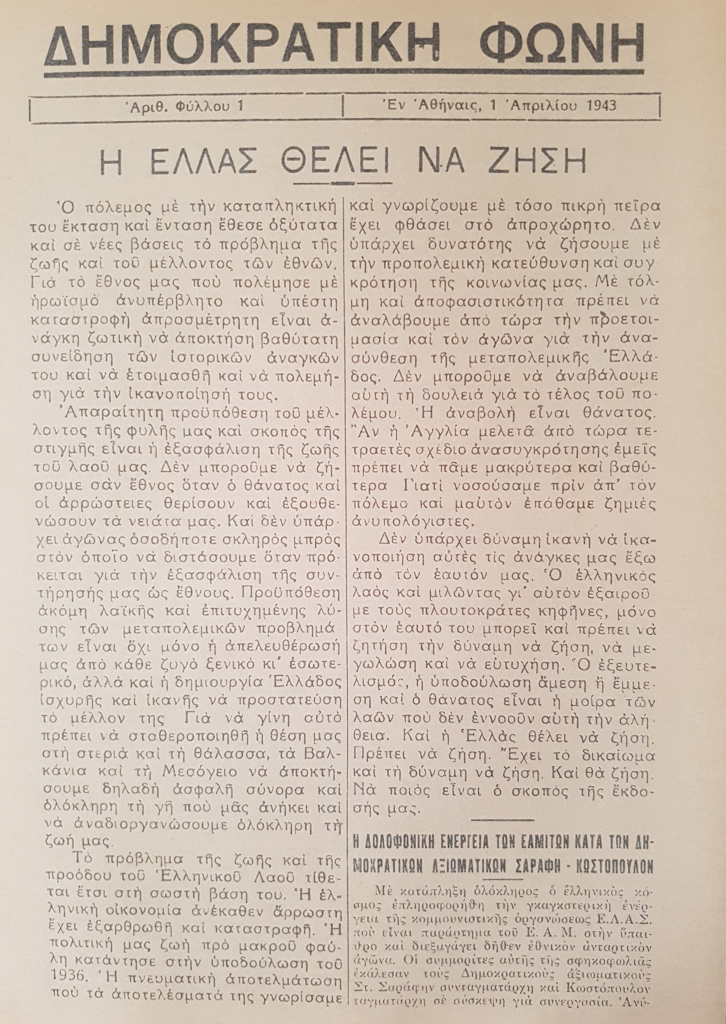 ΔΗΜΟΚΡΑΤΙΚΗ ΦΩΝΗ
Ἀριθ. Φύλλου 1
Ἐν Ἀθήναις, 1 Ἀπριλίου 1943
Η ΕΛΛΑΣ ΘΕΛΕΙ ΝΑ ΖΗΣΗ
Ὁ πόλεμος μὲ τὴν καταπληκτική
του ἔκταση καὶ ἔνταση ἔθεσε ὀξύτατα
καὶ σὲ νέες βάσεις τὸ πρόβλημα τῆς
ζωῆς καὶ τοῦ μέλλοντος τῶν ἐθνῶν.
Γιὰ τὸ ἔθνος μας ποὺ πολέμησε μὲ
ἡρωϊσμὸ ἀνυπέρβλητο καὶ ὑπέστη
καταστροφὴ ἀπροσμέτρητη εἶναι ἀ-
νάγκη ζωτικὴ νὰ ἀποκτήση βαθύτατη
συνείδηση τῶν ἱστορικῶν ἀναγκῶν
του καὶ νὰ ἑτοιμασθῆ καὶ νὰ πολεμή-
ση γιὰ τὴν ἱκανοποίησή τους.
Ἀπαραίτητη προϋπόθεση τοῦ μέλ-
λοντος τῆς φυλῆς μας καὶ σκοπὸς τῆς
στιγμῆς εἶναι ἡ ἐξασφάλιση τῆς ζωῆς
τοῦ λαοῦ μας. Δὲν μποροῦμε νὰ ζή-
σουμε σὰν ἔθνος ὅταν ὁ θάνατος καὶ
οἱ ἀρρώστειες θερίσουν καὶ ἐξουθε-
νώσουν τὰ νειάτα μας. Καὶ δὲν ὑπάρ-
χει ἀγῶνας ὁσοδήποτε σκληρὸς μπρὸς
στὸν ὁποῖο νὰ διστάσουμε ὅταν πρό-
κειται γιὰ τὴν ἐξασφάλιση τῆς συν-
τήρησής μας ὡς ἔθνους. Προϋπόθεση
ἀκόμη λαϊκῆς καὶ ἐπιτυχημένης λύ-
σης τῶν μεταπολεμικῶν προβλημά
των εἶναι ὄχι μόνο ἡ ἀπελευθέρωσή
μας ἀπὸ κάθε ζυγὸ ξενικὸ κι' ἐσωτε-
ρικό, ἀλλὰ καὶ ἡ δημιουργία Ἑλλάδος
ἰσχυρῆς καὶ ἱκανῆς νὰ προστατεύση
τὸ μέλλον της Γιὰ νὰ γίνη αὐτὸ
πρέπει νὰ σταθεροποιηθῆ ἡ θέση μας
στὴ στεριὰ καὶ τὴ θάλασσα, τὰ Βαλ-
κάνια καὶ τὴ Μεσόγειο νὰ ἀποκτή-
σουμε δηλαδὴ ἀσφαλῆ σύνορα καὶ
ὁλόκληρη τὴ γῆ ποὺ μᾶς ἀνήκει καὶ
νὰ ἀναδιοργανώσουμε ὁλόκληρη τὴ
ζωή μας.
Τὸ πρόβλημα τῆς ζωῆς καὶ τῆς
προόδου τοῦ Ἑλληνικοῦ Λαοῦ τίθε-
ται ἔτσι στὴ σωστὴ βάση του. Ἡ ἑλ-
ληνικὴ οἰκονομία ἀνέκαθεν ἄρρωστη
ἔχει ἐξαρθρωθῆ καὶ καταστραφῆ. Ἡ
πολιτική μας ζωὴ πρὸ μακροῦ φαύ-
λη κατάντησε στὴν ὑποδούλωση τοῦ
1936. Ἡ πνευματικὴ ἀποτελμάτωση
ποὺ τὰ ἀποτελέσματά της γνωρίσαμε
καὶ γνωρίζουμε μὲ τόσο πικρὴ πεῖρα
ἔχει φθάσει στὸ ἀπροχώρητο. Δὲν
ὑπάρχει δυνατότης νὰ ζήσουμε μὲ
τὴν προπολεμικὴ κατεύθυνση καὶ συγ
κρότηση τῆς κοινωνίας μας. Μὲ τόλ-
μη καὶ ἀποφασιστικότητα πρέπει νὰ
ἀναλάβουμε ἀπὸ τώρα τὴν προετοι-
μασία καὶ τὸν ἀγῶνα γιὰ τὴν ἀνα-
σύνθεση τῆς μεταπολεμικῆς Ἑλλά-
δος. Δὲν μποροῦμε νὰ ἀναβάλουμε
αὐτὴ τὴ δουλειὰ γιὰ τὸ τέλος τοῦ πο-
λέμου. Ἡ ἀναβολὴ εἶναι θάνατος.
Ἂν ἡ Ἀγγλία μελετᾶ ἀπὸ τώρα τε-
τραετὲς σχέδιο ἀνασυγκρότησης ἐμεῖς
πρέπει νὰ πᾶμε μακρύτερα καὶ βαθύ-
τερα Γιατὶ νοσούσαμε πρὶν ἀπ' τὸν
πόλεμο καὶ μαὐτὸν ἐπάθαμε ζημιὲς
ἀνυπολόγιστες.
Δὲν ὑπάρχει δύναμη ἱκανὴ νὰ ἱκα-
νοποιήση αὐτὲς τὶς ἀνάγκες μας ἔξω
ἀπὸ τὸν ἑαυτόν μας. Ὁ ἑλληνικὸς
λαὸς καὶ μιλῶντας γι' αὐτὸν ἐξαιροῦ-
με τοὺς πλουτοκράτες κηφῆνες, μόνο
στὸν ἑαυτό του μπορεῖ καὶ πρέπει νὰ
ζητήση τὴν δύναμη νὰ ζήση, νὰ με-
γωλώση καὶ νὰ εὐτυχήση. Ὁ ἐξευτε-
λισμός, ἡ ὑποδούλωση ἄμεση ἢ ἔμμε-
ση καὶ ὁ θάνατος εἶναι ἡ μοίρα τῶν
λαῶν ποὺ δὲν ἐννοοῦν αὐτὴ τὴν ἀλή-
θεια. Καὶ ἡ Ἑλλὰς θέλει νὰ ζήση.
Πρέπει νὰ ζήση. Ἔχει τὸ δικαίωμα
καὶ τὴ δύναμη νὰ ζήση. Καὶ θὰ ζήση.
Νὰ ποιὸς εἶναι ὁ σκοπὸς τῆς ἔκδο-
σής μας.
Η ΔΟΛΟΦΟΝΙΚΗ ΕΝΕΡΓΕΙΑ ΤΩΝ ΕΑΜΙΤΩΝ ΚΑΤΑ ΤΩΝ ΔΗ-
ΜΟΚΡΑΤΙΚΩΝ ΑΞΙΩΜΑΤΙΚΩΝ ΣΑΡΑΦΗ - ΚΩΣΤΟΠΟΥΛΟΝ
Μὲ κατάπληξη ὁλόκληρος ὁ ἑλληνικὸς κό-
σμος ἐπληροφορήθη τὴν γκαγκστερικὴ ἐνέρ-
γεια τῆς κομμουνιστικῆς ὀργανώσεως Ε.Λ.Α.Σ.
ποὺ εἶναι παράρτημα τοῦ Ε.Α.Μ στὴν ὕπαι-
θρο καὶ διεξαγάγει δῆθεν ἐθνικὸν ἀνταρτικὸν
ἀγῶνα. Οἱ συμμορίτες αὐτῆς τῆς σφηκοφωλιᾶς
ἐκάλεσαν τοὺς Δημοκρατικοὺς ἀξιωματικοὺς
Στ. Σαράφην συνταγματάρχη καὶ Κωστόπουλον
ταγματάρχη σὲ σύσκεψη γιὰ συνεργασία. Ἀνύ-